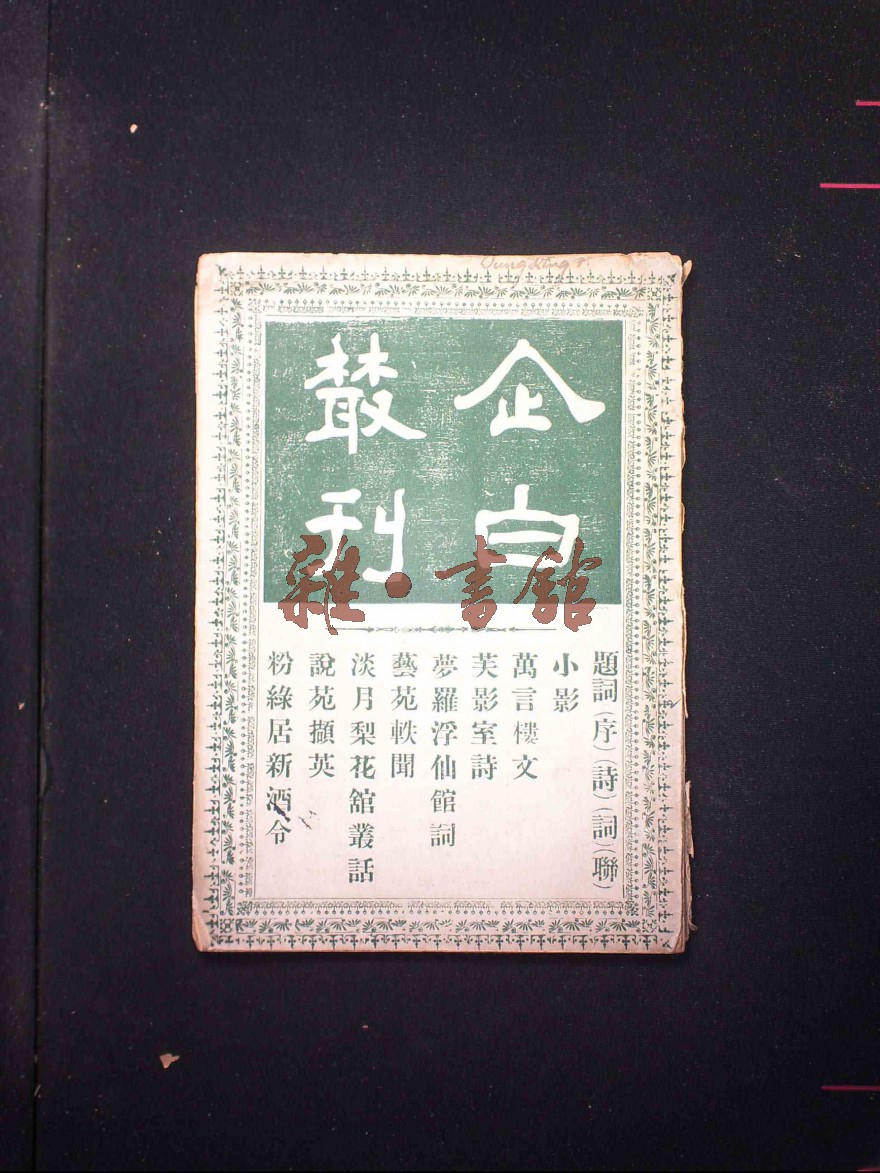 企白
叢刊
雜·書館
題詞(序)(詩)(詞)(聯)
小影
萬言樓文
芙影室詩
夢羅浮仙館詞
藝苑軼聞
淡月梨花舘叢話
說苑擷英
粉綠居新酒令